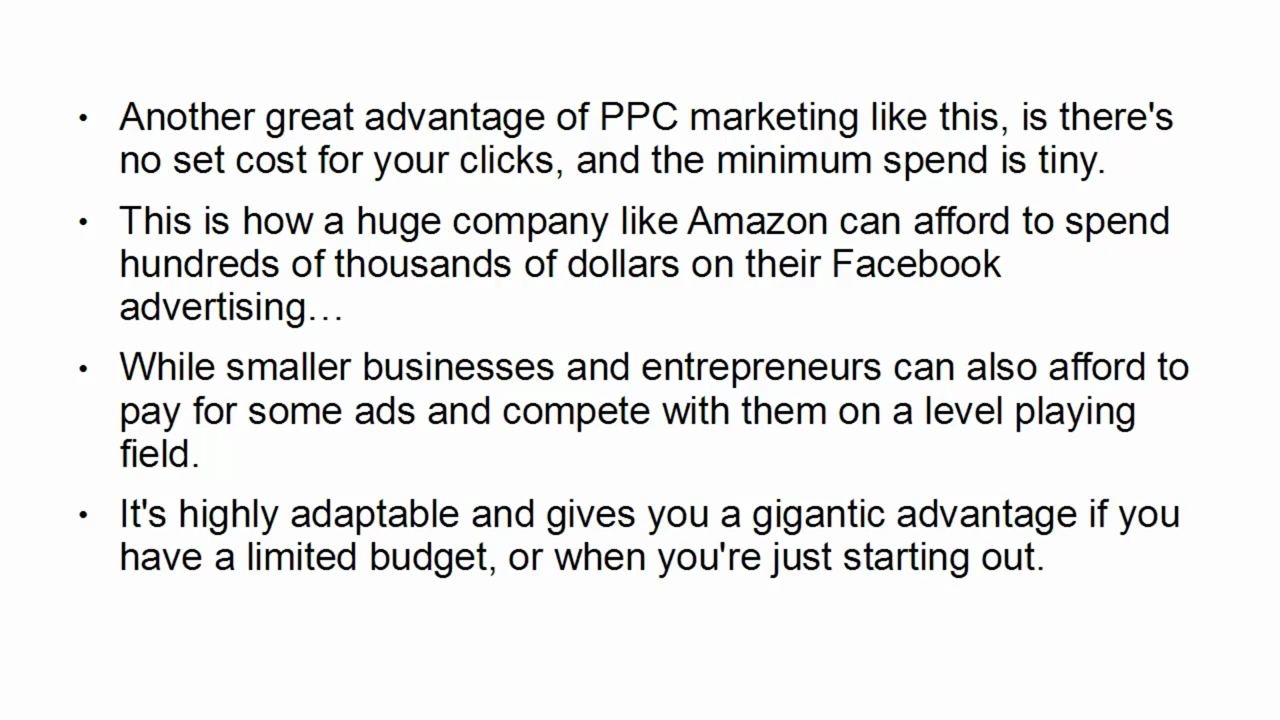 • Another great advantage of PPC marketing like this, is there's
no set cost for your clicks, and the minimum spend is tiny.
• This is how a huge company like Amazon can afford to spend
hundreds of thousands of dollars on their Facebook
advertising…
• While smaller businesses and entrepreneurs can also afford to
pay for some ads and compete with them on a level playing
field.
• It's highly adaptable and gives you a gigantic advantage if you
have a limited budget, or when you're just starting out.